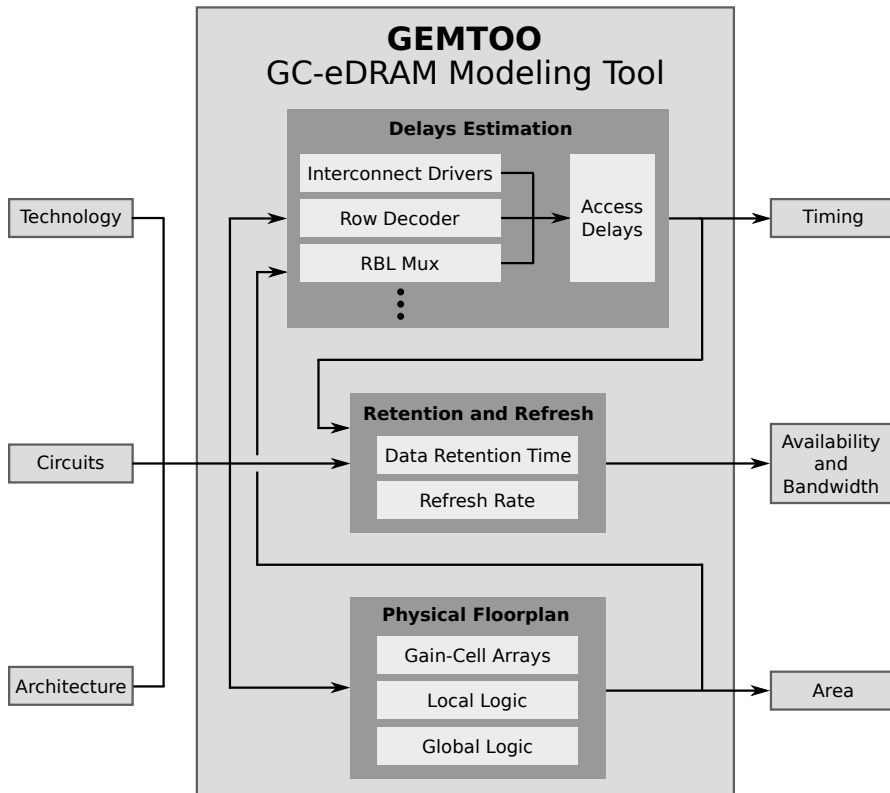 GEMTOO
GC-eDRAM Modeling Tool
Delays Estimation
Interconnect Drivers
Row Decoder
RBL Mux
Access
Delays
Technology
Timing
Retention and Refresh
Data Retention Time
Refresh Rate
Circuits
Availability
and
Bandwidth
Physical Floorplan
Gain-Cell Arrays
Local Logic
Global Logic
Architecture
Area